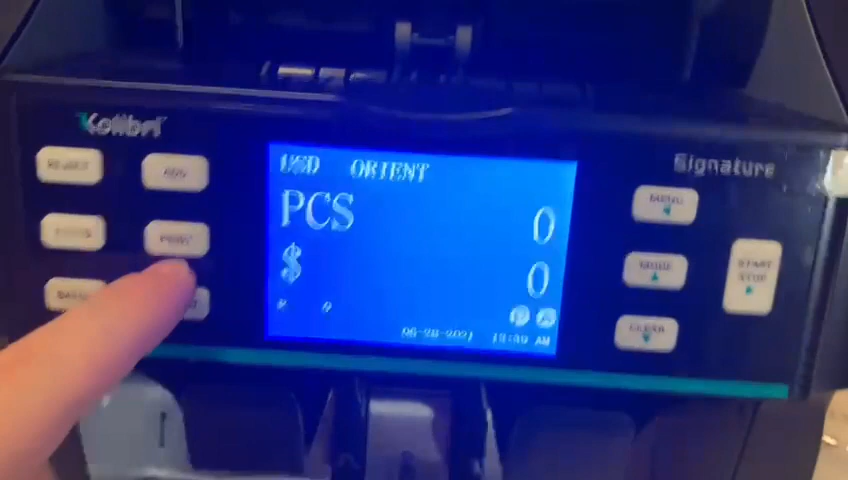 Kolibri
Signature
REJECT
ADD
PRINT
MENU
MODE
CLEAR
START
STOP
USD ORIENT
PCS 0
$ 0